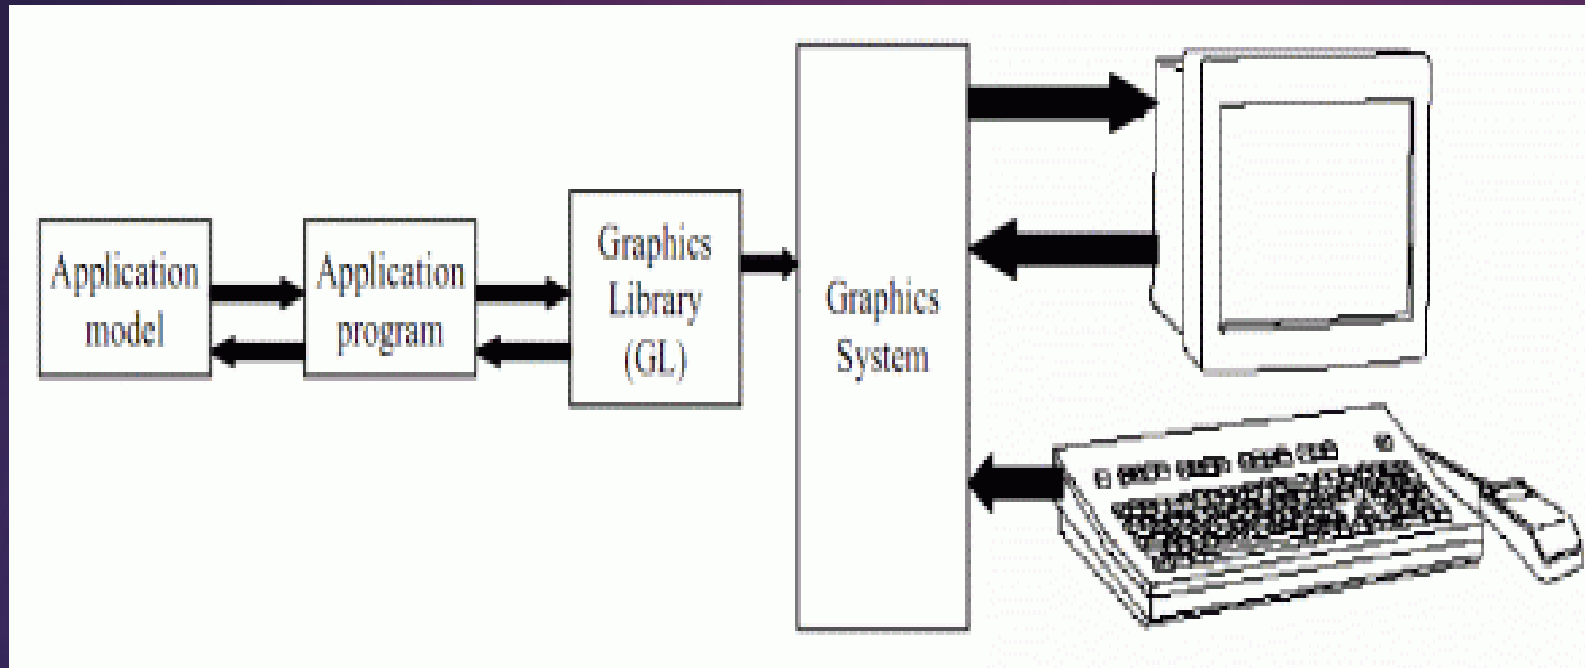 Application
model
Application
program
Graphics
Library
(GL)
Graphics
System